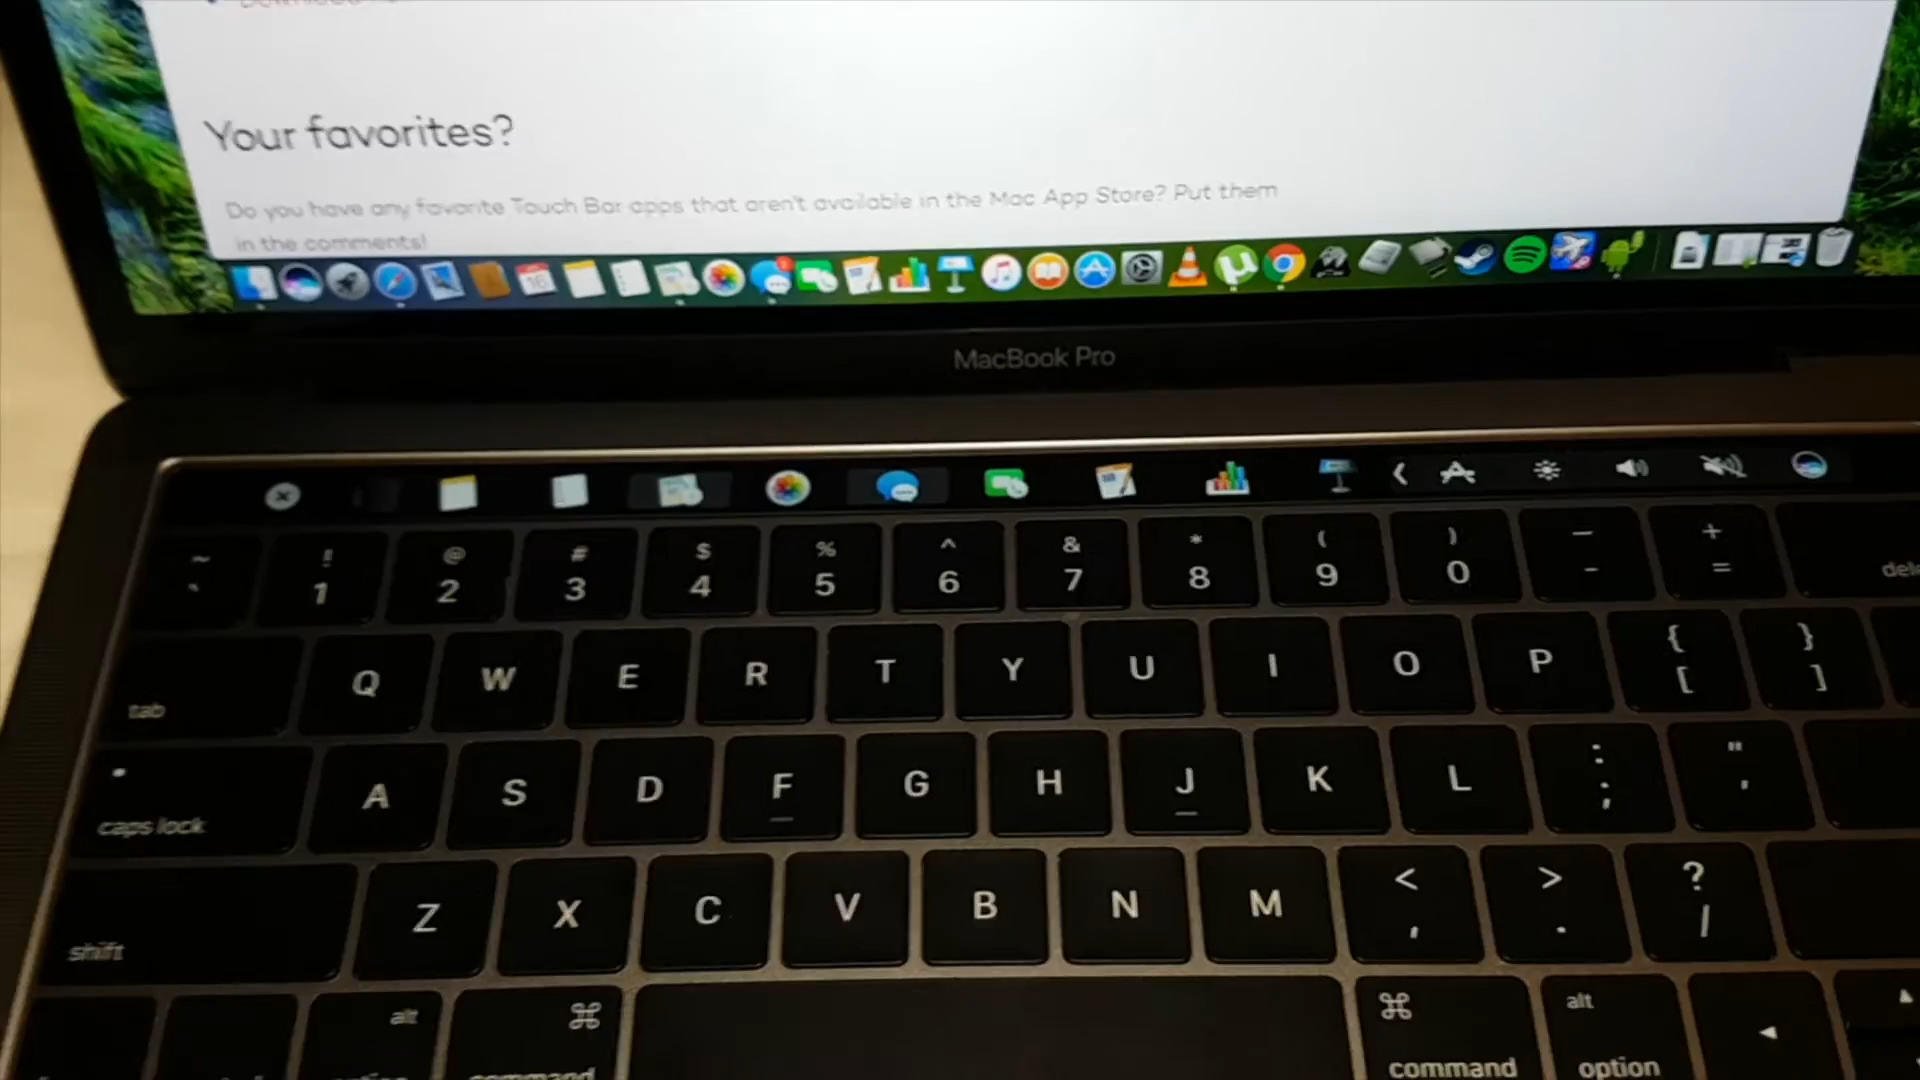 Your favorites?
Do you have any favorite Touch Bar apps that aren't available in the Mac App Store? Put them
in the comments!
16
MacBook Pro
~ ! @ # $ % ^ & * ( ) — +
` 1 2 3 4 5 6 7 8 9 0 - =
tab Q W E R T Y U I O P { [ } ]
caps lock A S D F G H J K L : ; " '
shift Z X C V B N M < , > . ? /
alt ⌘ ⌘ alt
command option